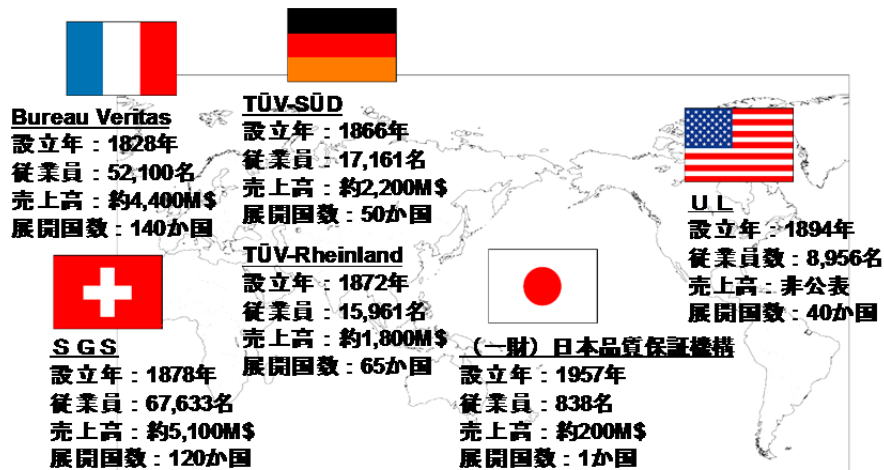 Bureau Veritas
設立年：1828年
従業員：52,100名
売上高：約4,400M$
展開国数：140か国
TŪV-SŪD
設立年：1866年
従業員：17,161名
売上高：約2,200M$
展開国数：50か国
ＵＬ
設立年：1894年
従業員数：8,956名
売上高：非公表
展開国数：40か国
TŪV-Rheinland
設立年：1872年
従業員：15,961名
売上高：約1,800M$
展開国数：65か国
ＳＧＳ
設立年：1878年
従業員：67,633名
売上高：約5,100M$
展開国数：120か国
（一財）日本品質保証機構
設立年：1957年
従業員：838名
売上高：約200M$
展開国数：1か国